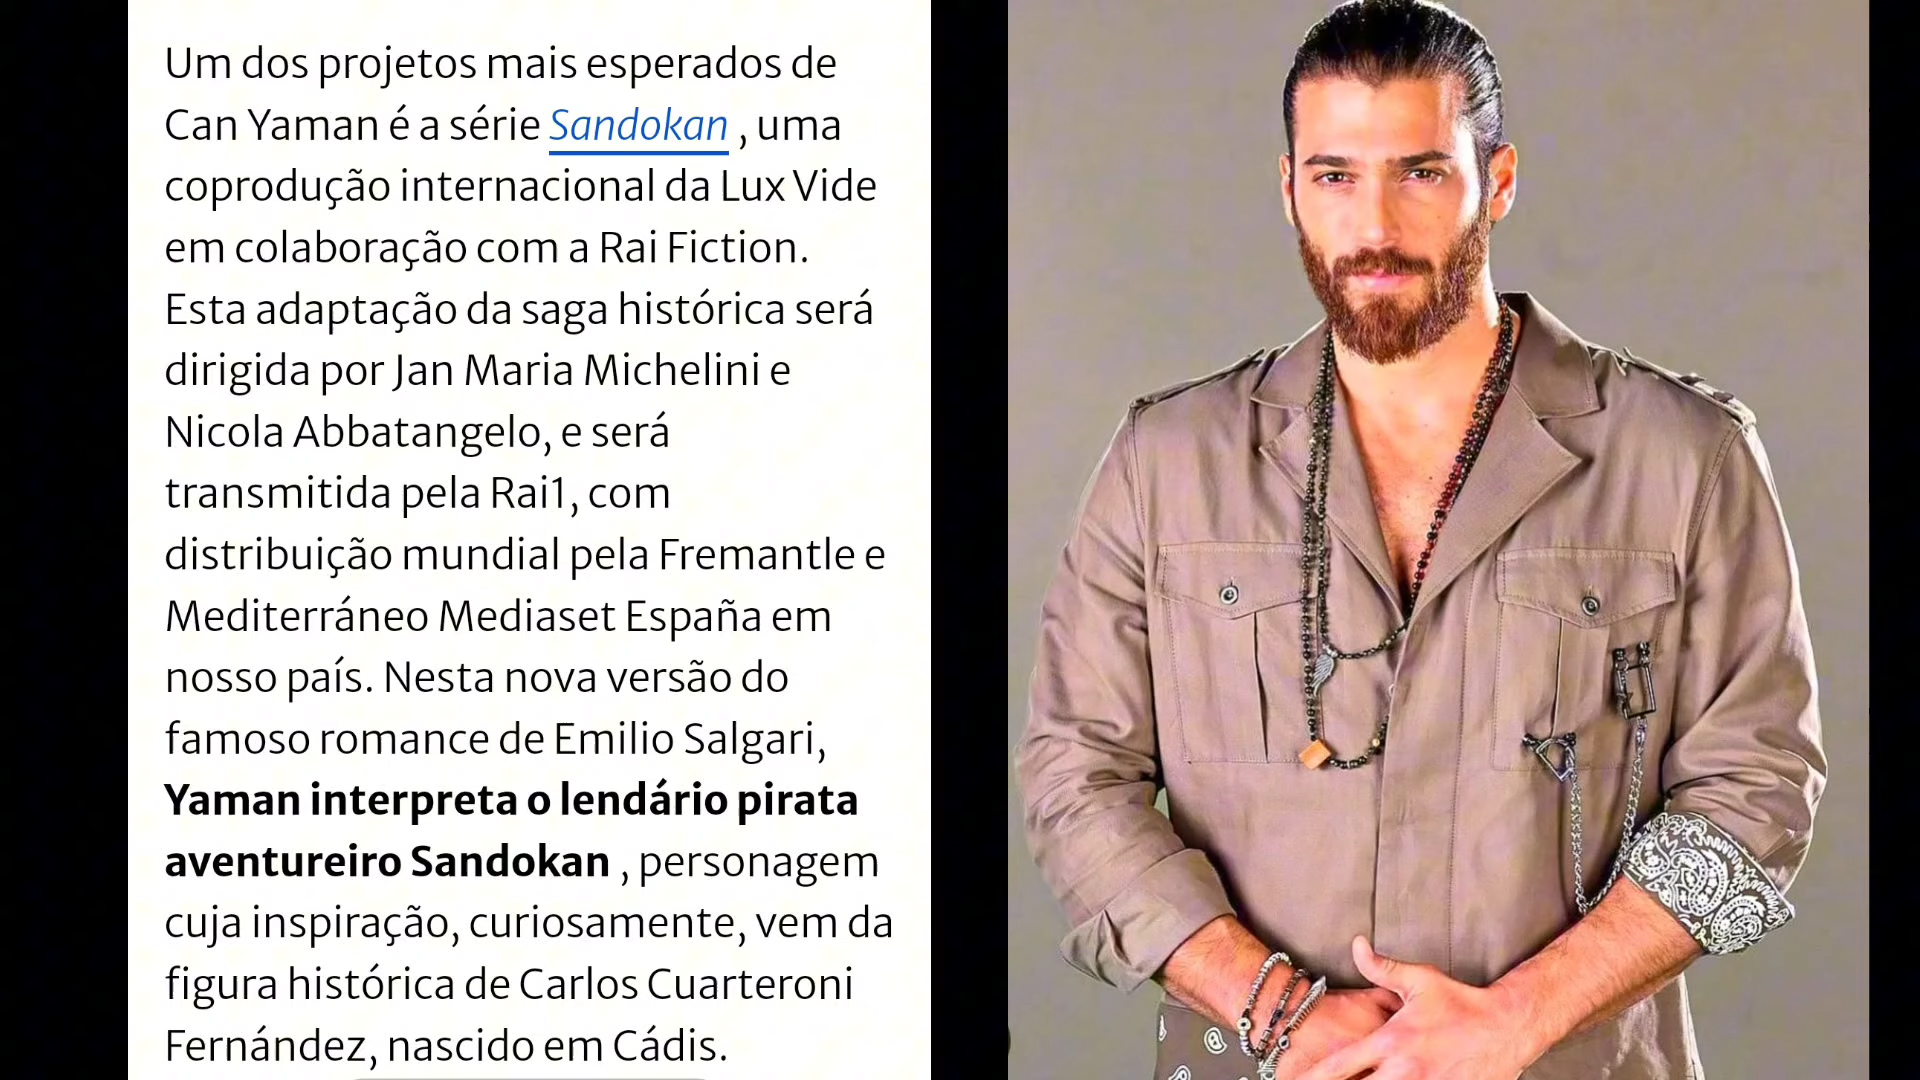 Um dos projetos mais esperados de
Can Yaman é a série Sandokan , uma
coprodução internacional da Lux Vide
em colaboração com a Rai Fiction.
Esta adaptação da saga histórica será
dirigida por Jan Maria Michelini e
Nicola Abbatangelo, e será
transmitida pela Rai1, com
distribuição mundial pela Fremantle e
Mediterráneo Mediaset España em
nosso país. Nesta nova versão do
famoso romance de Emilio Salgari,
Yaman interpreta o lendário pirata
aventureiro Sandokan , personagem
cuja inspiração, curiosamente, vem da
figura histórica de Carlos Cuarteroni
Fernández, nascido em Cádis.